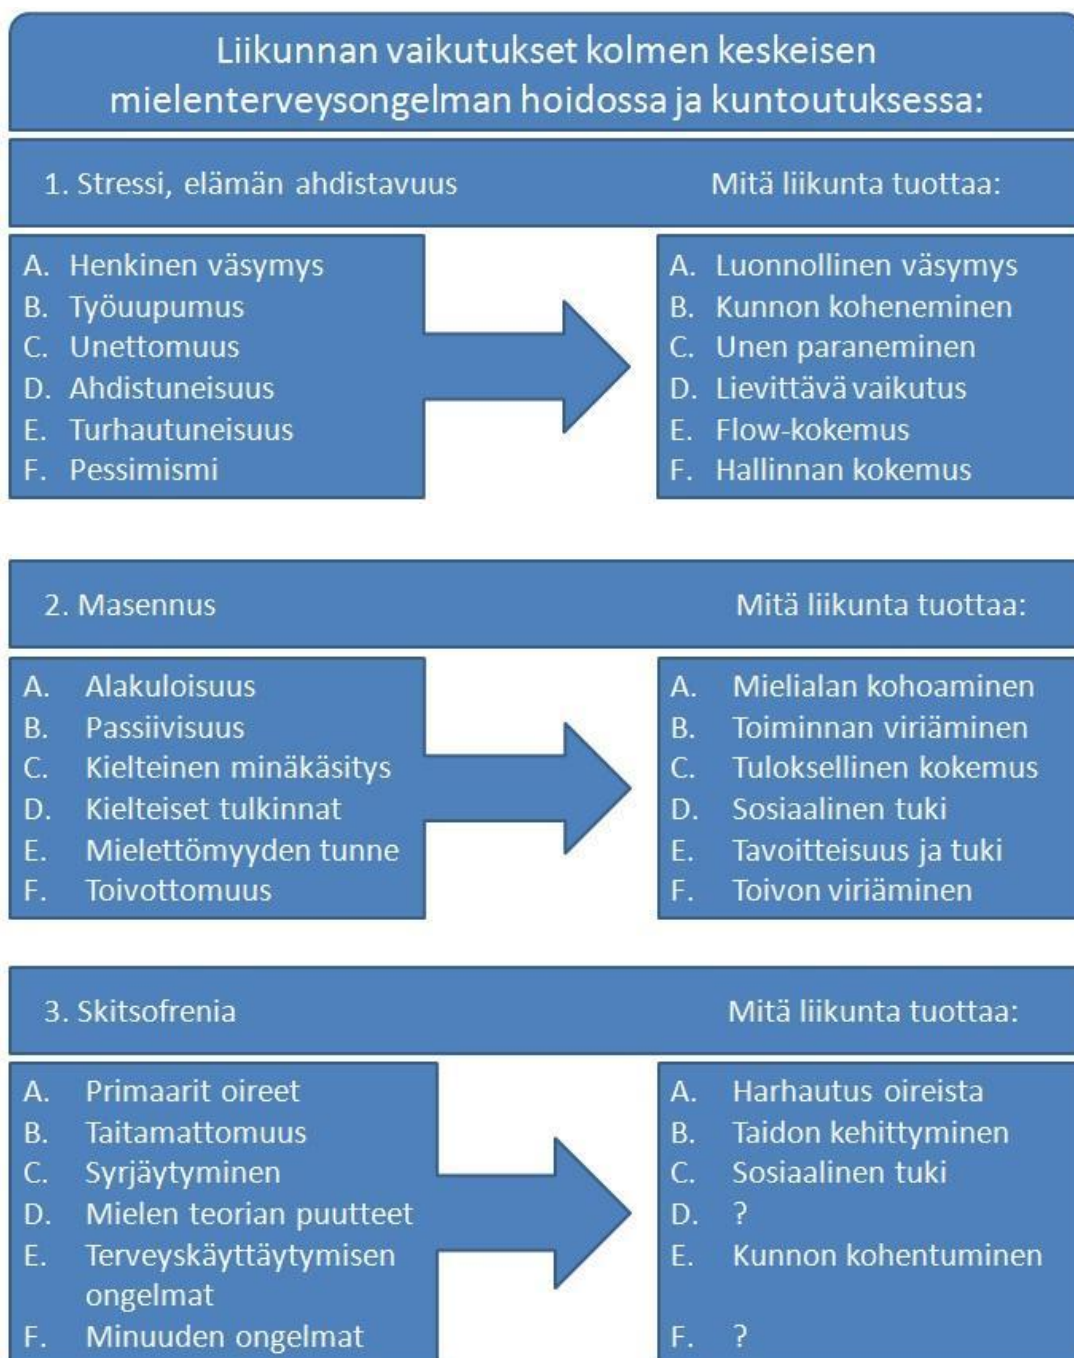 Liikunnan vaikutukset kolmen keskeisen
mielenterveysongelman hoidossa ja kuntoutuksessa:
1. Stressi, elämän ahdistavuus
Mitä liikunta tuottaa:
A. Henkinen väsymys
B. Työuupumus
C. Unettomuus
D. Ahdistuneisuus
E. Turhautuneisuus
F. Pessimismi
A. Luonnollinen väsymys
B. Kunnon koheneminen
C. Unen paraneminen
D. Lievittävä vaikutus
E. Flow-kokemus
F. Hallinnan kokemus
2. Masennus
Mitä liikunta tuottaa:
A. Alakuloisuus
B. Passiivisuus
C. Kielteinen minäkäsitys
D. Kielteiset tulkinnat
E. Mielettömyyden tunne
F. Toivottomuus
A. Mielialan kohoaminen
B. Toiminnan viriäminen
C. Tuloksellinen kokemus
D. Sosiaalinen tuki
E. Tavoitteisuus ja tuki
F. Toivon viriäminen
3. Skitsofrenia
Mitä liikunta tuottaa:
A. Primaarit oireet
B. Taitamattomuus
C. Syrjäytyminen
D. Mielen teorian puutteet
E. Terveyskäyttäytymisen
ongelmat
F. Minuuden ongelmat
A. Harhautus oireista
B. Taidon kehittyminen
C. Sosiaalinen tuki
D. ?
E. Kunnon kohentuminen
F. ?